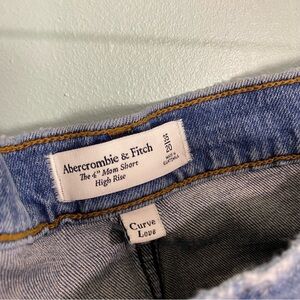 Abercrombie & Fitch
The 4" Mom Short
High Rise
Curve
Love